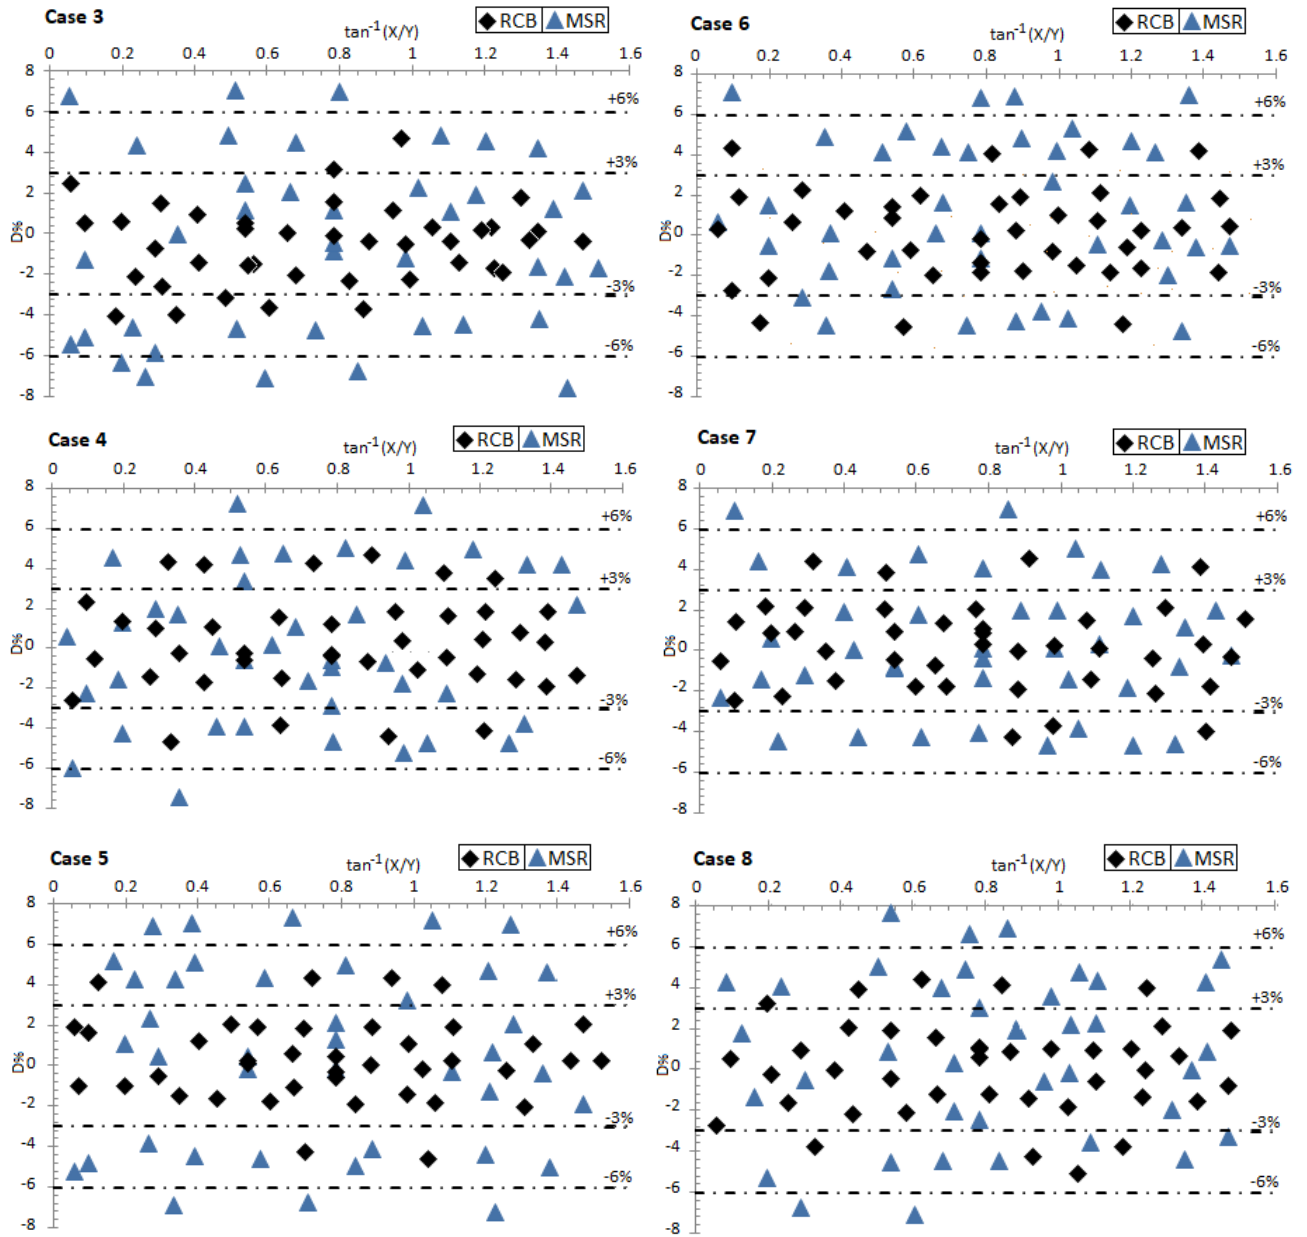 Case 3
tan⁻¹(X/Y)
RCB MSR
0 0.2 0.4 0.6 0.8 1 1.2 1.4 1.6
8
6
4
2
0
-2
-4
-6
-8
D%
+6%
+3%
-3%
-6%
Case 6
tan⁻¹(X/Y)
RCB MSR
0 0.2 0.4 0.6 0.8 1 1.2 1.4 1.6
8
6
4
2
0
-2
-4
-6
-8
D%
+6%
+3%
-3%
-6%
Case 4
tan⁻¹(X/Y)
RCB MSR
0 0.2 0.4 0.6 0.8 1 1.2 1.4 1.6
8
6
4
2
0
-2
-4
-6
-8
D%
+6%
+3%
-3%
-6%
Case 7
tan⁻¹(X/Y)
RCB MSR
0 0.2 0.4 0.6 0.8 1 1.2 1.4 1.6
8
6
4
2
0
-2
-4
-6
-8
D%
+6%
+3%
-3%
-6%
Case 5
tan⁻¹(X/Y)
RCB MSR
0 0.2 0.4 0.6 0.8 1 1.2 1.4 1.6
8
6
4
2
0
-2
-4
-6
-8
D%
+6%
+3%
-3%
-6%
Case 8
tan⁻¹(X/Y)
RCB MSR
0 0.2 0.4 0.6 0.8 1 1.2 1.4 1.6
8
6
4
2
0
-2
-4
-6
-8
D%
+6%
+3%
-3%
-6%